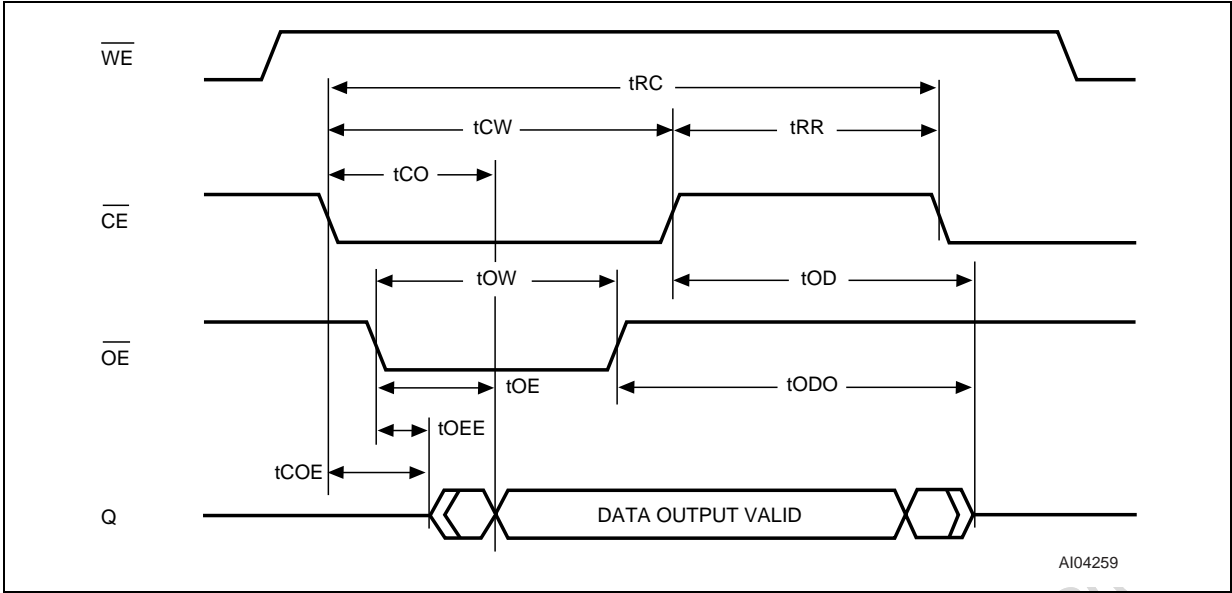 WE
tRC
tCW
tRR
tCO
CE
tOW
tOD
OE
tOE
tODO
tOEE
tCOE
Q
DATA OUTPUT VALID
AI04259